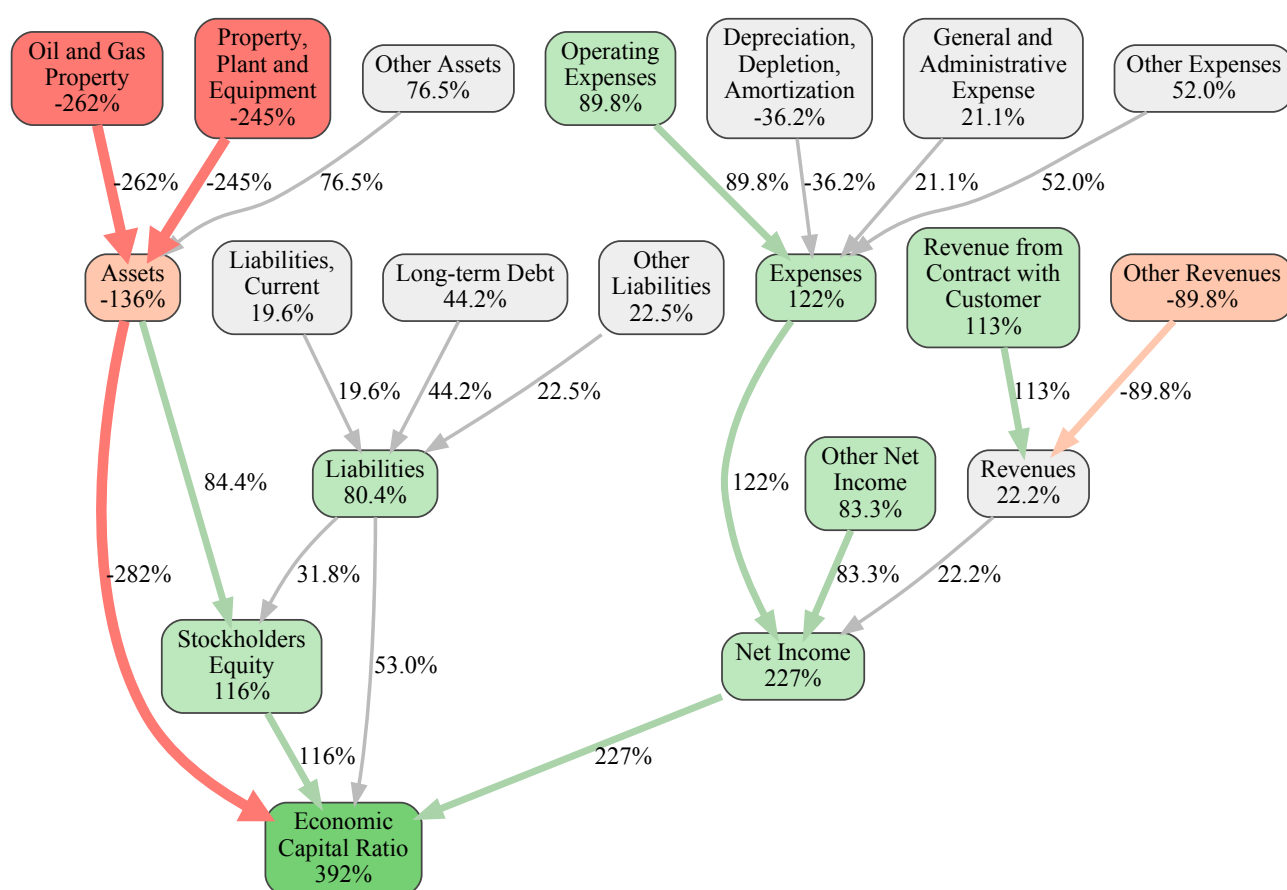 Oil and Gas
Property
-262%
Property,
Plant and
Equipment
-245%
Other Assets
76.5%
Operating
Expenses
89.8%
Depreciation,
Depletion,
Amortization
-36.2%
General and
Administrative
Expense
21.1%
Other Expenses
52.0%
-262%
-245%
76.5%
89.8%
-36.2%
21.1%
52.0%
Assets
-136%
Liabilities,
Current
19.6%
Long-term Debt
44.2%
Other
Liabilities
22.5%
Expenses
122%
Revenue from
Contract with
Customer
113%
Other Revenues
-89.8%
19.6%
44.2%
22.5%
113%
-89.8%
84.4%
Liabilities
80.4%
122%
Other Net
Income
83.3%
Revenues
22.2%
-282%
31.8%
53.0%
83.3%
22.2%
Stockholders
Equity
116%
Net Income
227%
116%
227%
Economic
Capital Ratio
392%